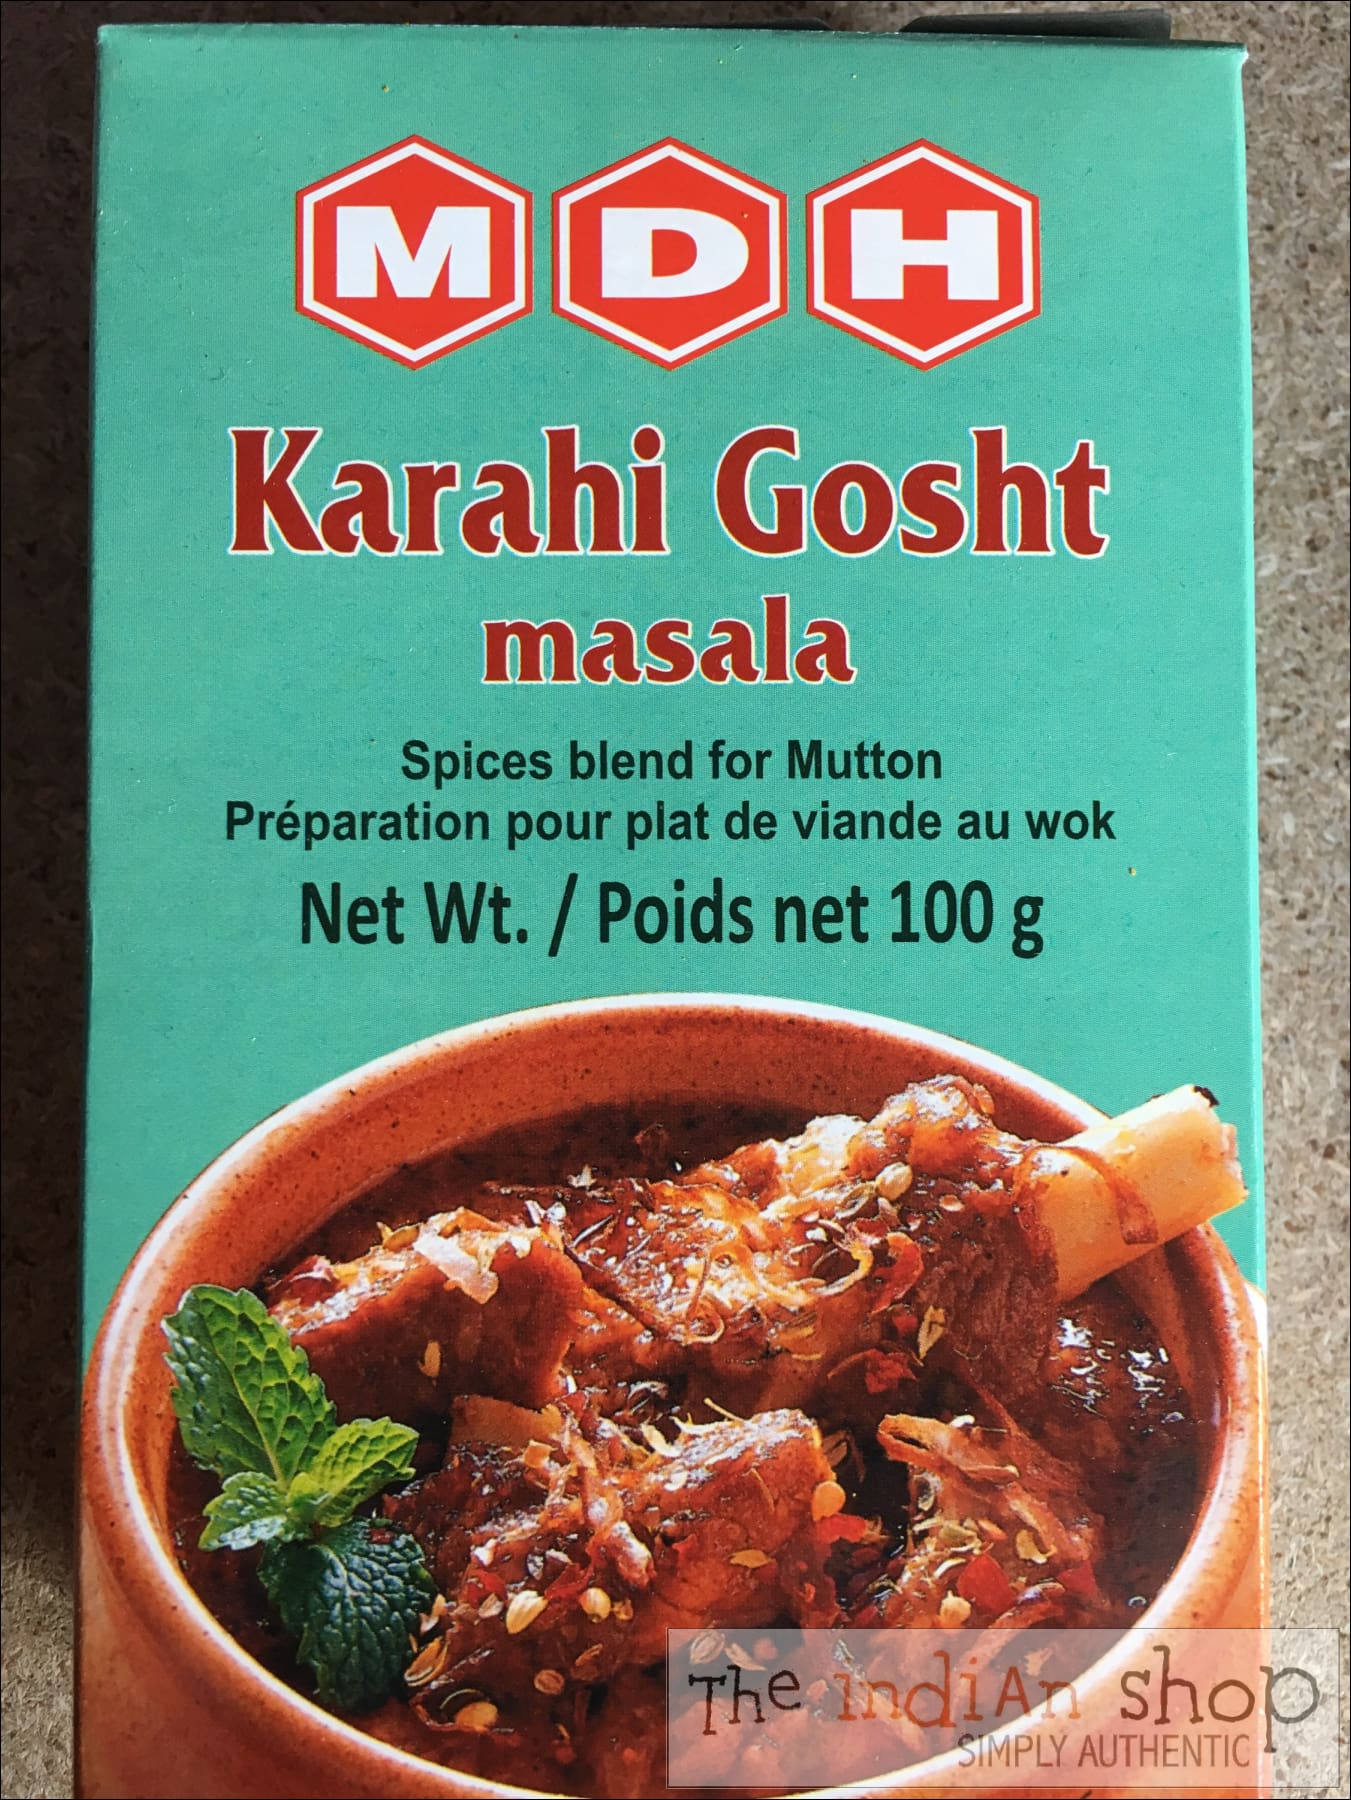 MDH
Karahi Gosht
masala
Spices blend for Mutton
Préparation pour plat de viande au wok
Net Wt. / Poids net 100 g
The indiAn shop
SIMPLY AUTHENTIC